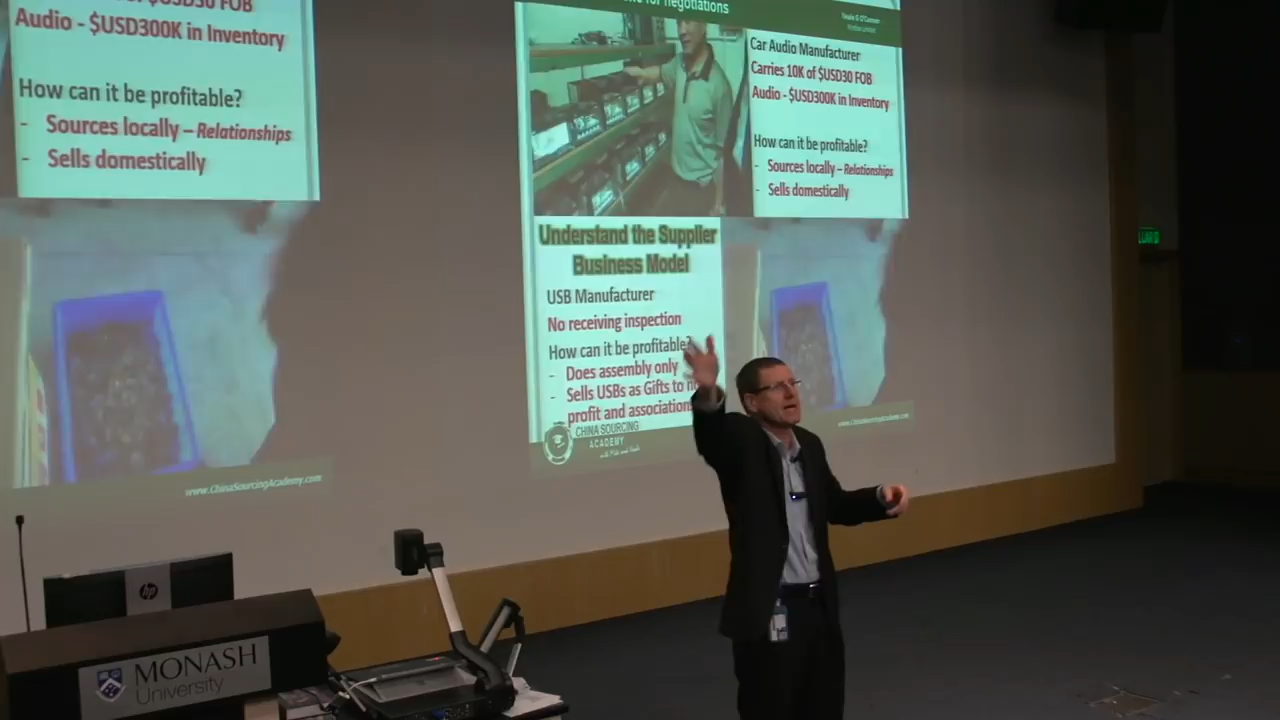 Audio - $USD300K in Inventory
How can it be profitable?
- Sources locally – Relationships
- Sells domestically
www.ChinaSourcingAcademy.com
for negotiations
Car Audio Manufacturer
Carries 10K of $USD30 FOB
Audio - $USD300K in Inventory
How can it be profitable?
- Sources locally – Relationships
- Sells domestically
Understand the Supplier
Business Model
USB Manufacturer
No receiving inspection
How can it be profitable?
- Does assembly only
- Sells USBs as Gifts to
profit and association
CHINA SOURCING
ACADEMY
www.ChinaSourcingAcademy.com
hp
MONASH
University